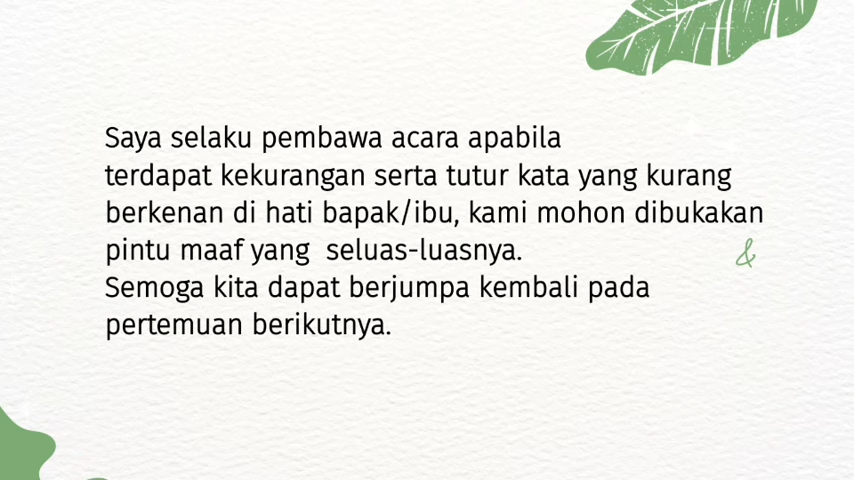 Saya selaku pembawa acara apabila
terdapat kekurangan serta tutur kata yang kurang
berkenan di hati bapak/ibu, kami mohon dibukakan
pintu maaf yang  seluas-luasnya.
&
Semoga kita dapat berjumpa kembali pada
pertemuan berikutnya.